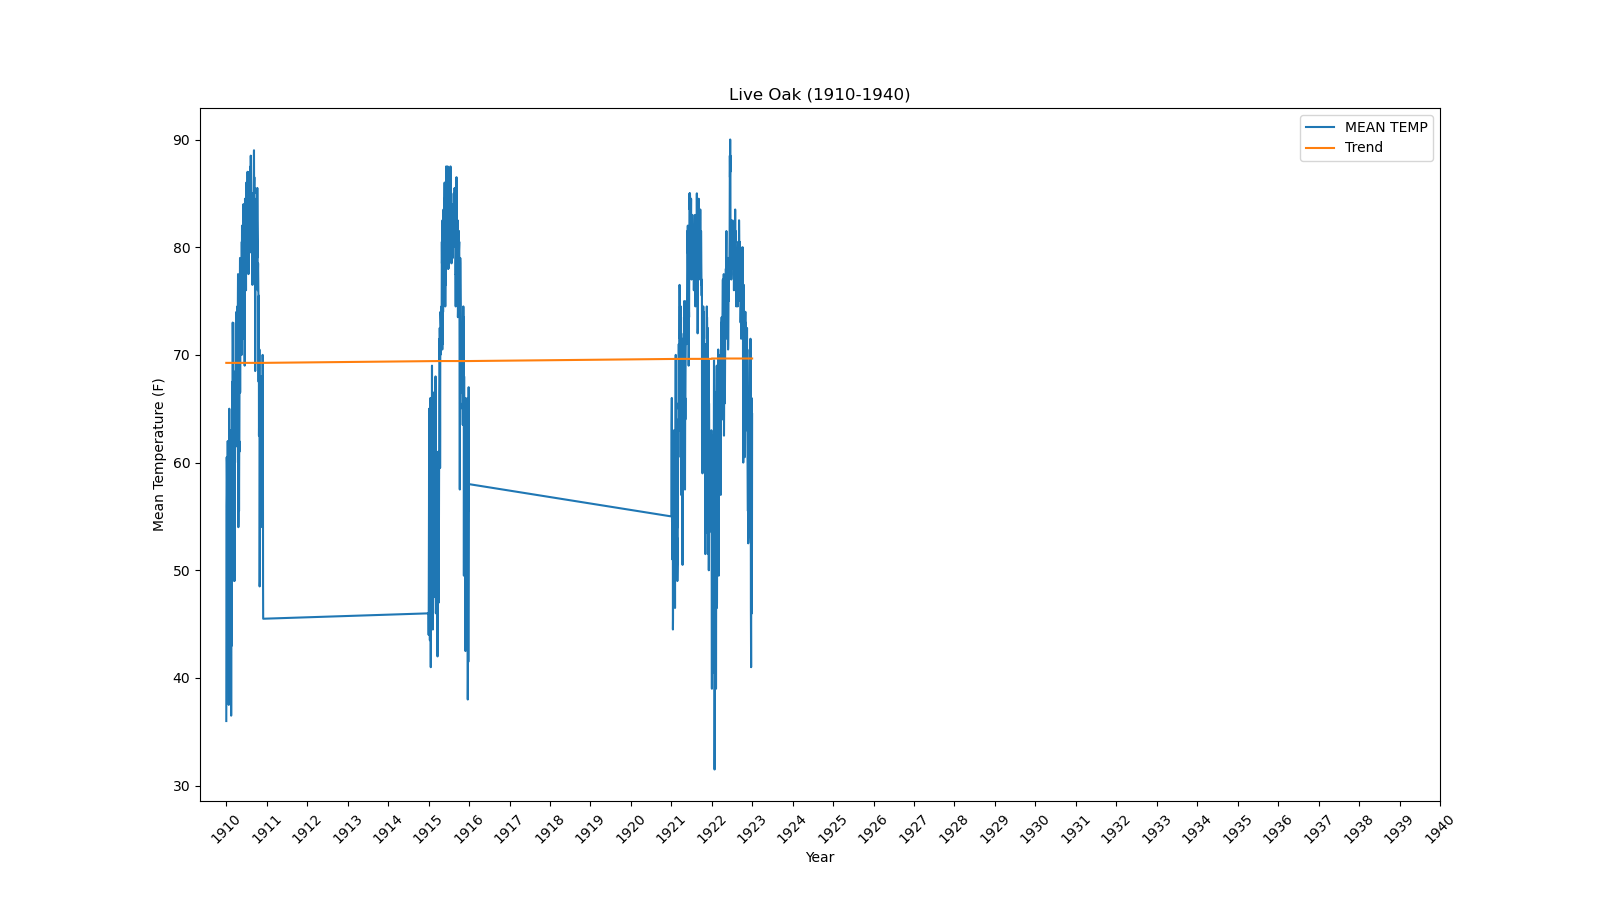 Live Oak (1910-1940)
MEAN TEMP
Trend
90
80
70
60
50
40
30
Mean Temperature (F)
1910 1911 1912 1913 1914 1915 1916 1917 1918 1919 1920 1921 1922 1923 1924 1925 1926 1927 1928 1929 1930 1931 1932 1933 1934 1935 1936 1937 1938 1939 1940
Year